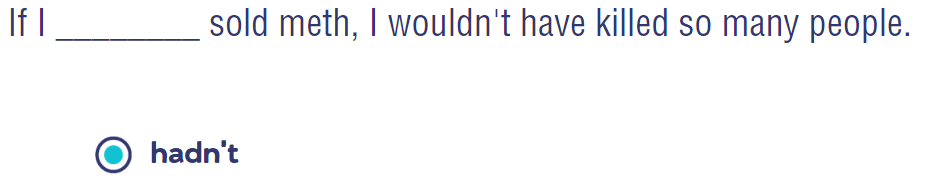 If I ________ sold meth, I wouldn't have killed so many people.
hadn't